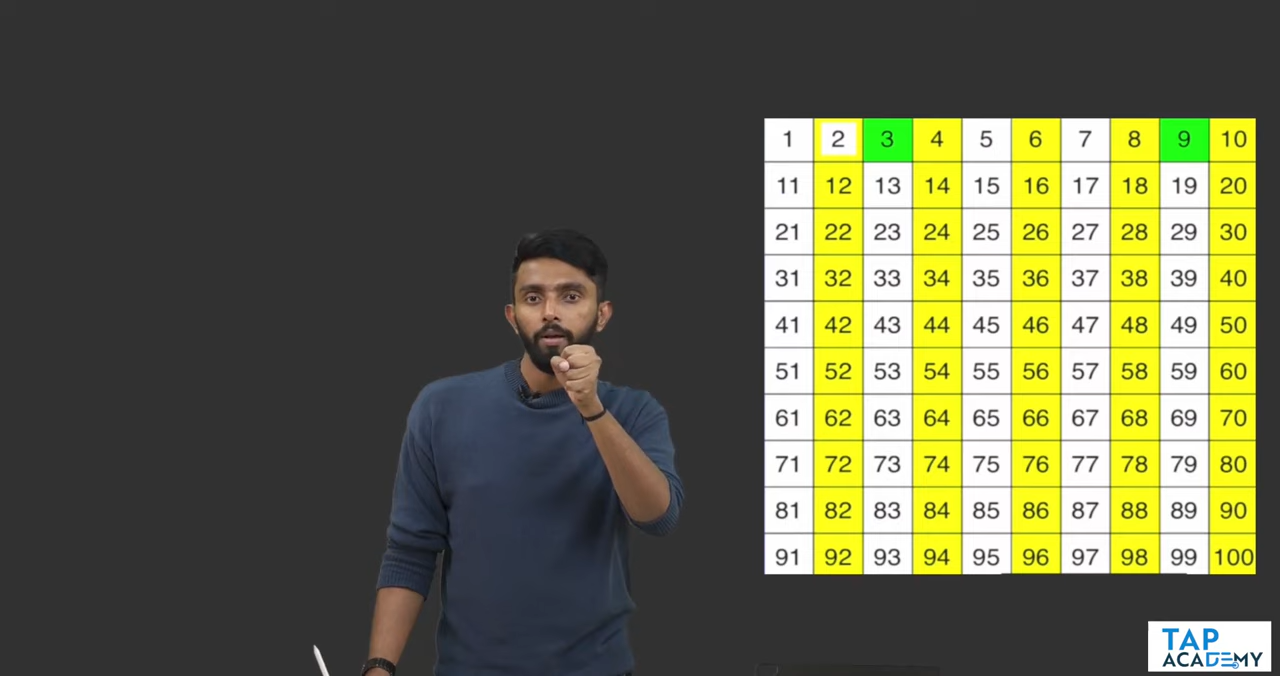 1 2 3 4 5 6 7 8 9 10
11 12 13 14 15 16 17 18 19 20
21 22 23 24 25 26 27 28 29 30
31 32 33 34 35 36 37 38 39 40
41 42 43 44 45 46 47 48 49 50
51 52 53 54 55 56 57 58 59 60
61 62 63 64 65 66 67 68 69 70
71 72 73 74 75 76 77 78 79 80
81 82 83 84 85 86 87 88 89 90
91 92 93 94 95 96 97 98 99 100
TAP
ACADEMY